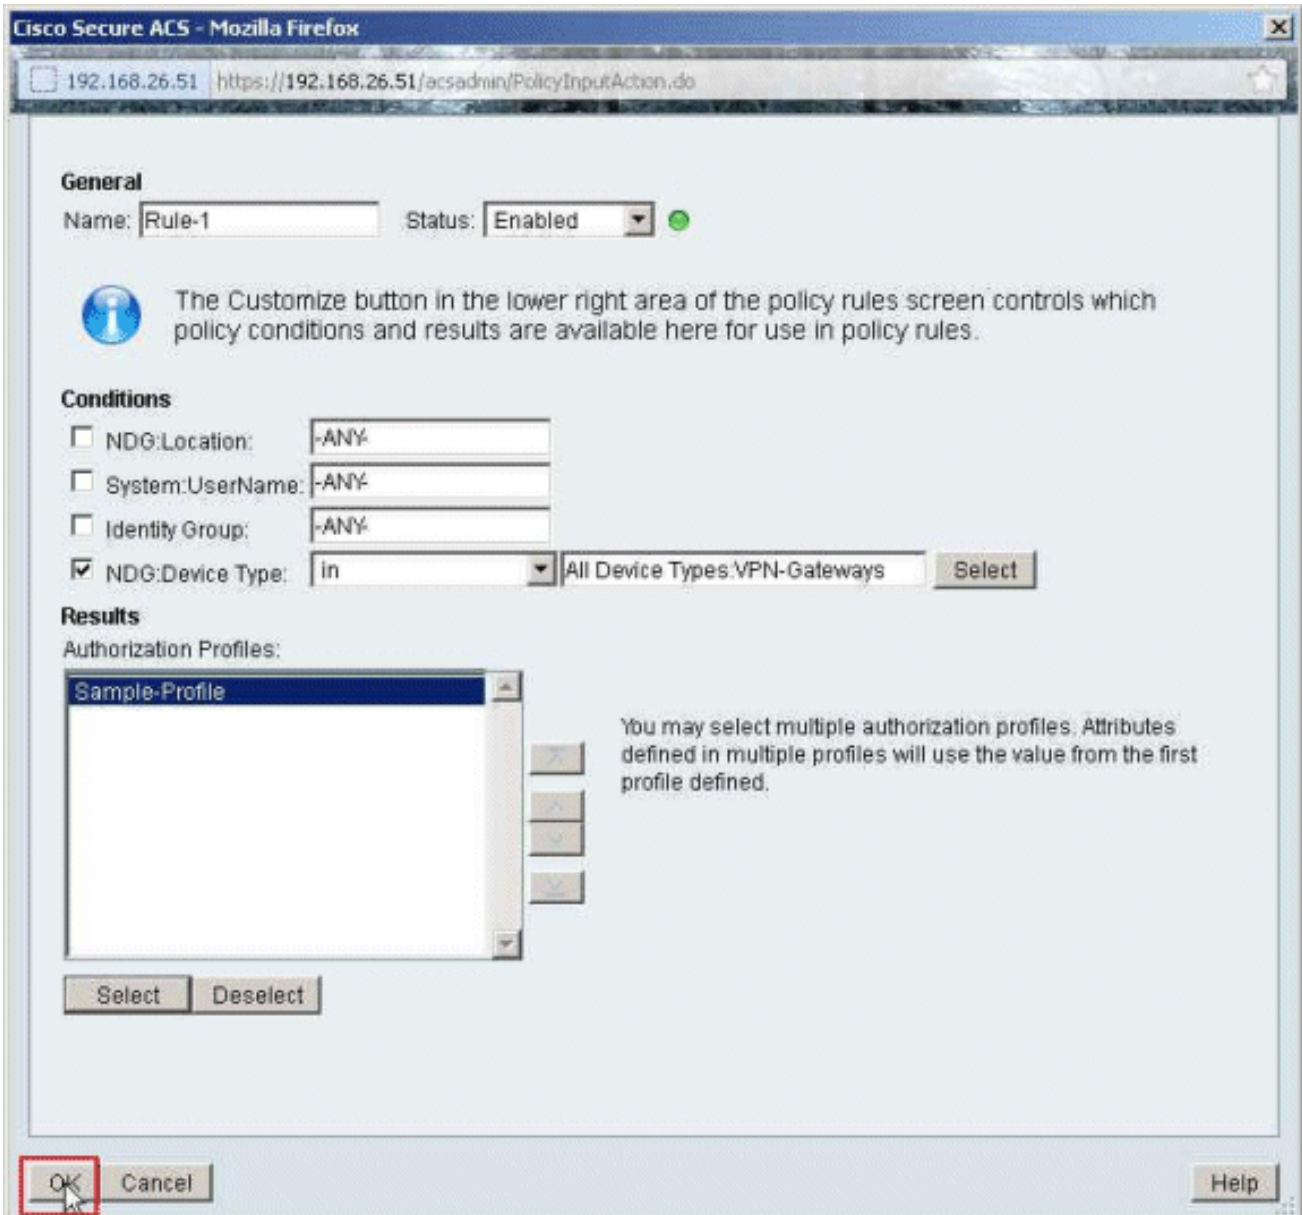 Cisco Secure ACS - Mozilla Firefox
192.168.26.51 https://192.168.26.51/acsadmin/PolicyInputAction.do
General
Name: Rule-1 Status: Enabled
The Customize button in the lower right area of the policy rules screen controls which
policy conditions and results are available here for use in policy rules.
Conditions
NDG:Location: -ANY-
System:UserName: -ANY-
Identity Group: -ANY-
NDG:Device Type: in All Device Types:VPN-Gateways Select
Results
Authorization Profiles:
Sample-Profile
You may select multiple authorization profiles. Attributes
defined in multiple profiles will use the value from the first
profile defined.
Select Deselect
OK Cancel Help